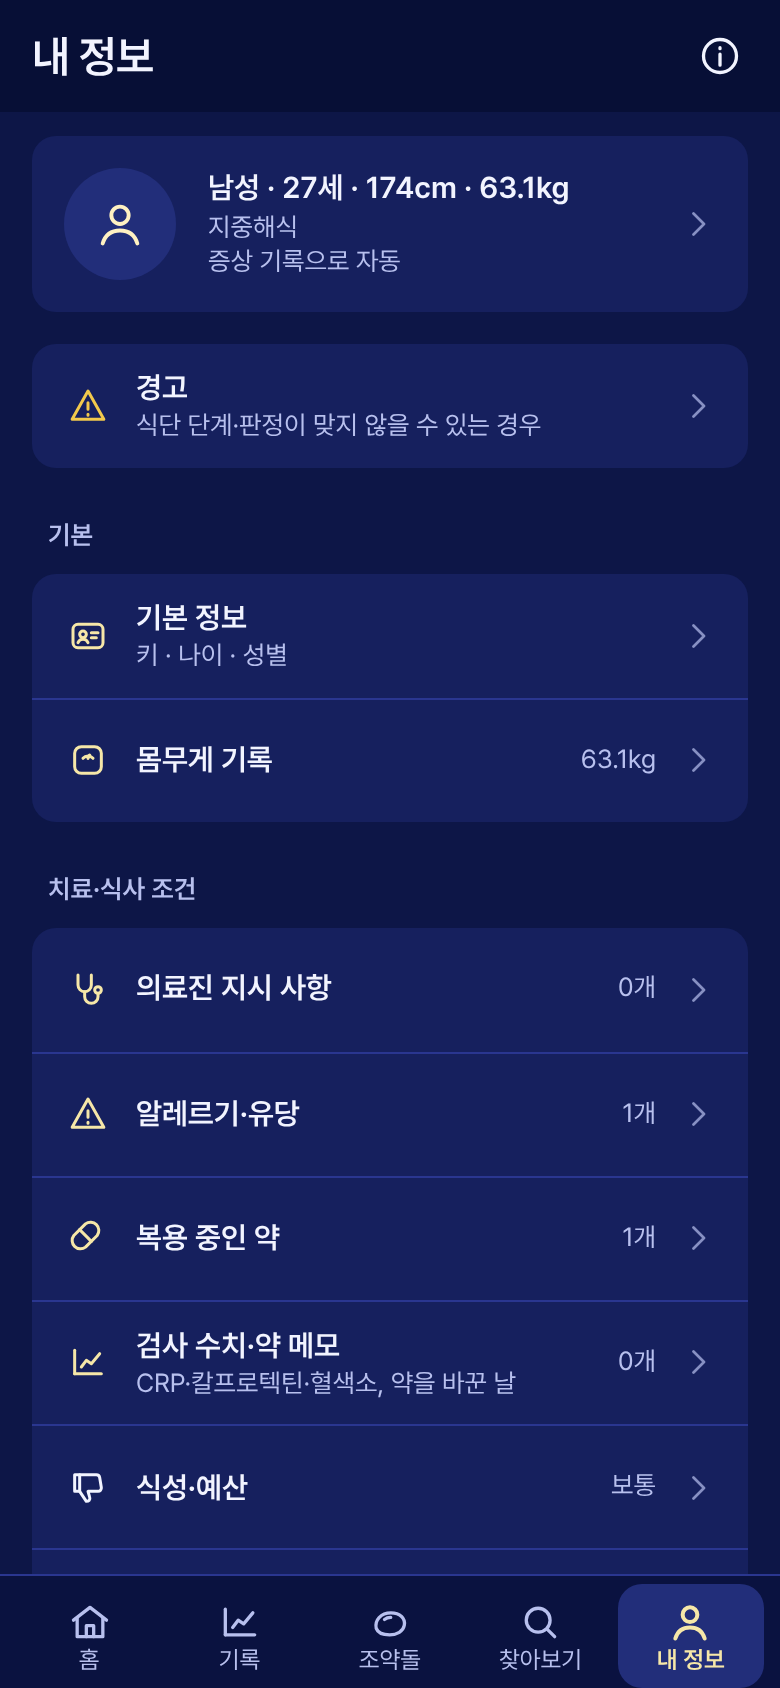 내 정보
남성 · 27세 · 174cm · 63.1kg
지중해식
증상 기록으로 자동
경고
식단 단계·판정이 맞지 않을 수 있는 경우
기본
기본 정보
키 · 나이 · 성별
몸무게 기록 63.1kg
치료·식사 조건
의료진 지시 사항 0개
알레르기·유당 1개
복용 중인 약 1개
검사 수치·약 메모 0개
CRP·칼프로텍틴·혈색소, 약을 바꾼 날
식성·예산 보통
홈 기록 조약돌 찾아보기 내 정보